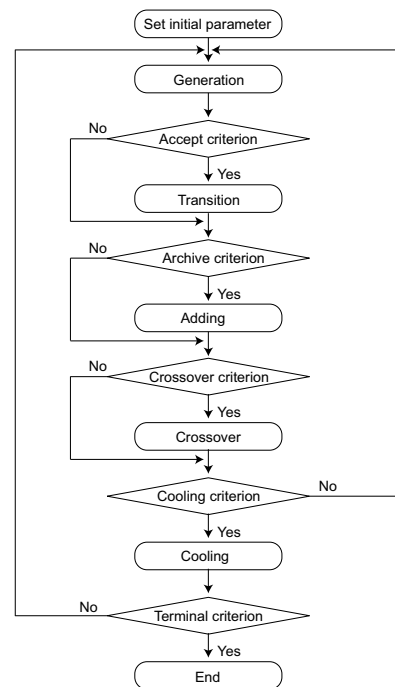 Set initial parameter
Generation
No
Accept criterion
Yes
Transition
No
Archive criterion
Yes
Adding
No
Crossover criterion
Yes
Crossover
No
Cooling criterion
Yes
Cooling
No
Terminal criterion
Yes
End